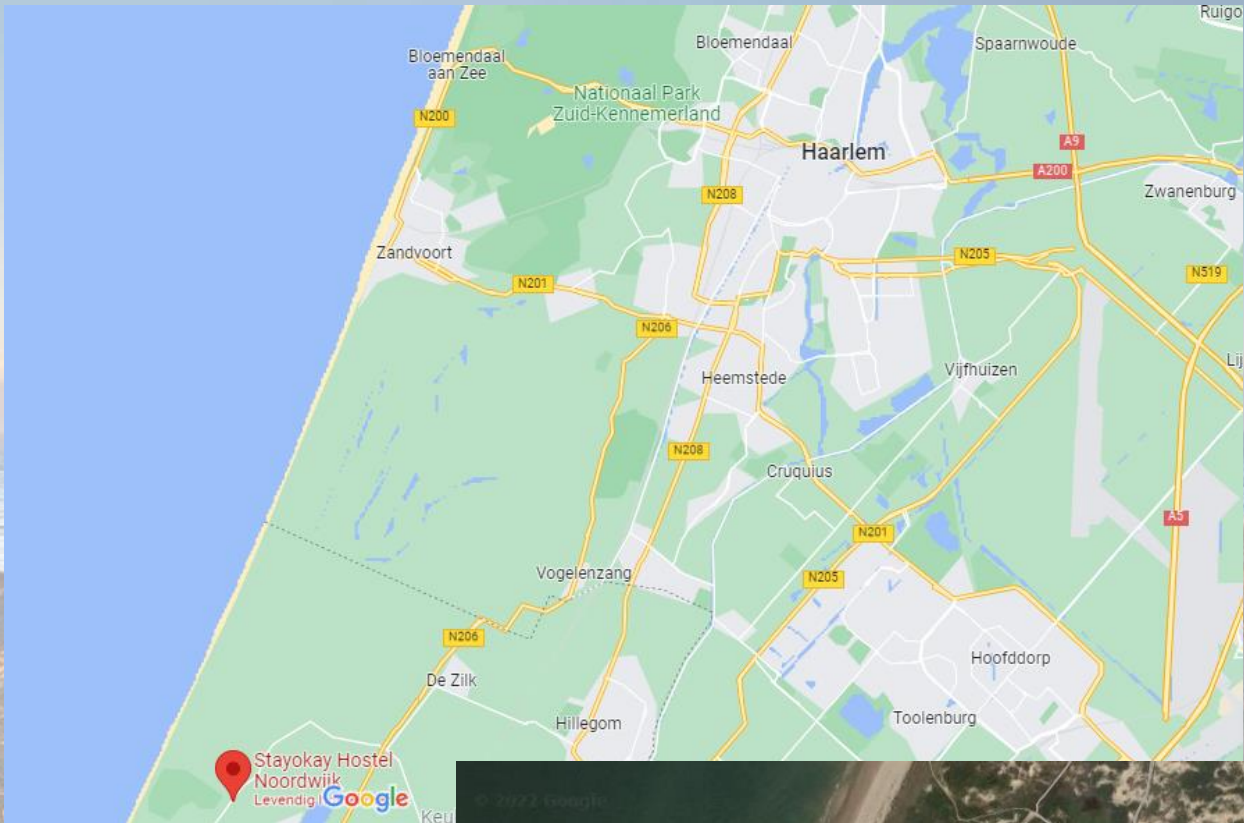 Ruigo
Bloemendaal
Spaarnwoude
Bloemendaal
aan Zee
Nationaal Park
Zuid-Kennemerland
N200
A9
Haarlem
A200
Zwanenburg
N208
Zandvoort
N205
N519
N201
N206
Lij
Vijfhuizen
Heemstede
N208
Cruquius
A5
N201
Vogelenzang
N205
N206
Hoofddorp
De Zilk
Toolenburg
Hillegom
Stayokay Hostel
Noordwijk
Levendig
Google
Keu
© 2022 Google